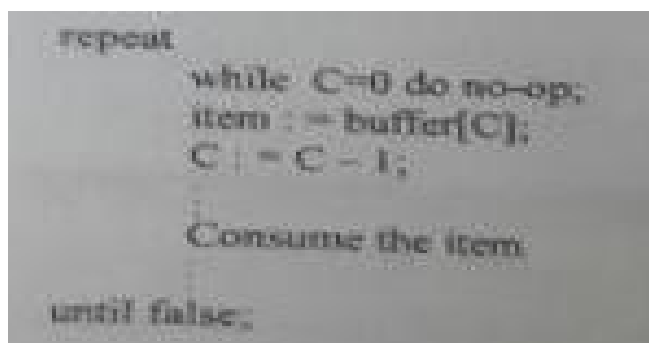 repeat
while C=0 do no-op;
item : = buffer[C];
C : = C - 1;
:
Consume the item
:
until false;